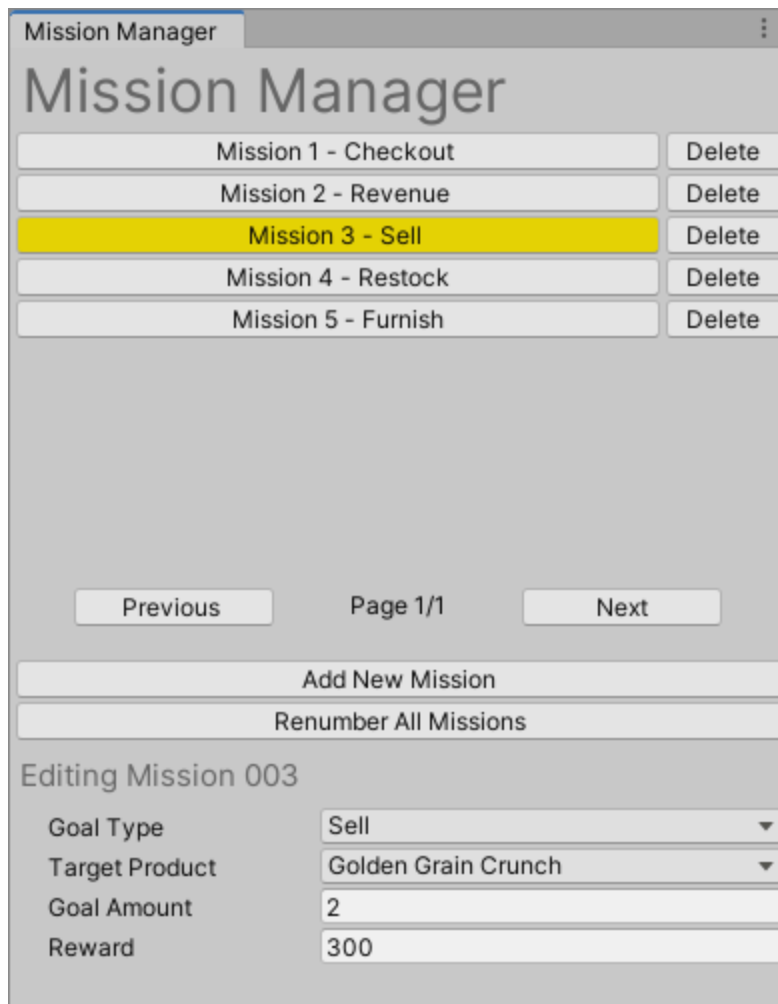 Mission Manager
Mission Manager
Mission 1 - Checkout Delete
Mission 2 - Revenue Delete
Mission 3 - Sell Delete
Mission 4 - Restock Delete
Mission 5 - Furnish Delete
Previous Page 1/1 Next
Add New Mission
Renumber All Missions
Editing Mission 003
Goal Type Sell
Target Product Golden Grain Crunch
Goal Amount 2
Reward 300